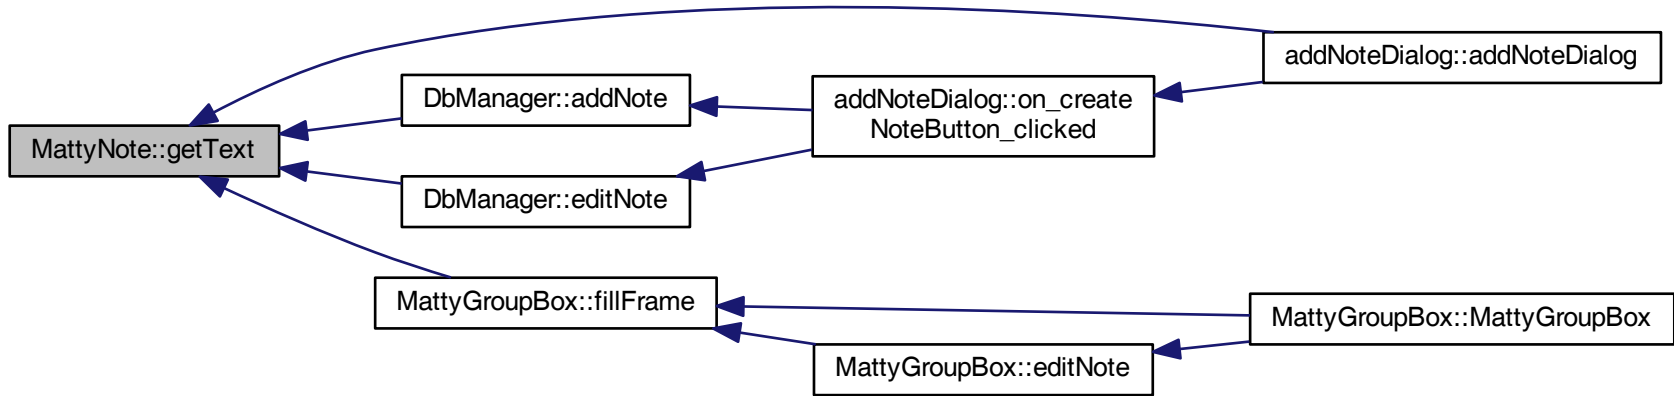 MattyNote::getText
DbManager::addNote
DbManager::editNote
MattyGroupBox::fillFrame
addNoteDialog::on_create
NoteButton_clicked
MattyGroupBox::editNote
addNoteDialog::addNoteDialog
MattyGroupBox::MattyGroupBox